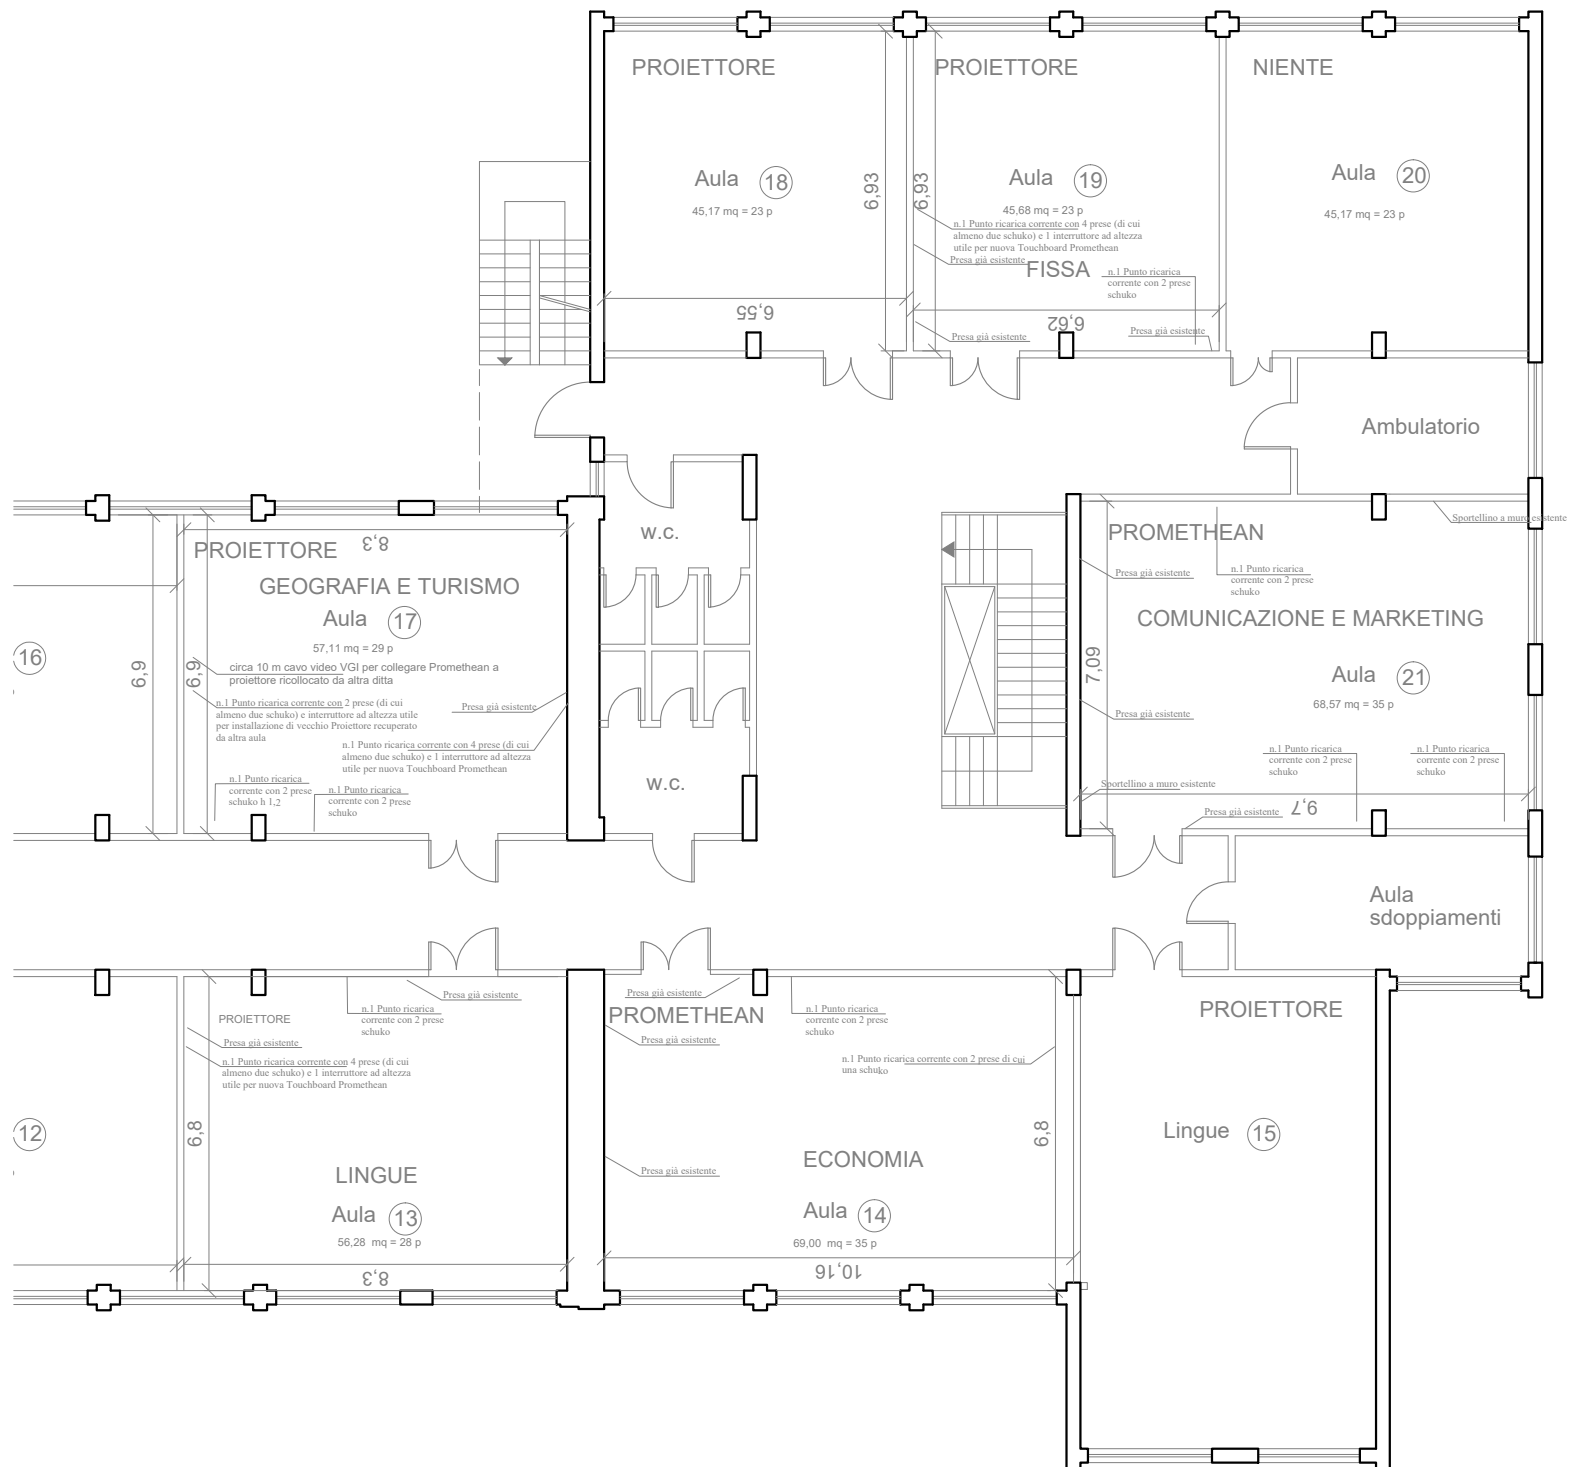 PROIETTORE
Aula 18
45,17 mq = 23 p
6,93
6,55
PROIETTORE
6,93
Aula 19
45,68 mq = 23 p
n.1 Punto ricarica corrente con 4 prese (di cui
almeno due schuko) e 1 interruttore ad altezza
utile per nuova Touchboard Promethean
Presa già esistente
FISSA
n.1 Punto ricarica
corrente con 2 prese
schuko
6,62
Presa già esistente
Presa già esistente
NIENTE
Aula 20
45,17 mq = 23 p
Ambulatorio
w.c.
w.c.
8,3
PROIETTORE
GEOGRAFIA E TURISMO
Aula 17
57,11 mq = 29 p
16
6,9
6,9
circa 10 m cavo video VGI per collegare Promethean a
proiettore ricollocato da altra ditta
n.1 Punto ricarica corrente con 2 prese (di cui
almeno due schuko) e interruttore ad altezza utile
per installazione di vecchio Proiettore recuperato
da altra aula
Presa già esistente
n.1 Punto ricarica corrente con 4 prese (di cui
almeno due schuko) e 1 interruttore ad altezza
utile per nuova Touchboard Promethean
n.1 Punto ricarica
corrente con 2 prese
schuko h 1,2
n.1 Punto ricarica
corrente con 2 prese
schuko
Sportellino a muro esistente
PROMETHEAN
Presa già esistente
n.1 Punto ricarica
corrente con 2 prese
schuko
COMUNICAZIONE E MARKETING
7,09
Aula 21
68,57 mq = 35 p
Presa già esistente
n.1 Punto ricarica
corrente con 2 prese
schuko
n.1 Punto ricarica
corrente con 2 prese
schuko
Sportellino a muro esistente
Presa già esistente
9,7
Aula
sdoppiamenti
12
PROIETTORE
Presa già esistente
n.1 Punto ricarica
corrente con 2 prese
schuko
Presa già esistente
n.1 Punto ricarica corrente con 4 prese (di cui
almeno due schuko) e 1 interruttore ad altezza
utile per nuova Touchboard Promethean
6,8
LINGUE
Aula 13
56,28 mq = 28 p
8,3
Presa già esistente
PROMETHEAN
Presa già esistente
n.1 Punto ricarica
corrente con 2 prese
schuko
n.1 Punto ricarica corrente con 2 prese di cui
una schuko
6,8
Presa già esistente
ECONOMIA
Aula 14
69,00 mq = 35 p
10,16
PROIETTORE
Lingue 15